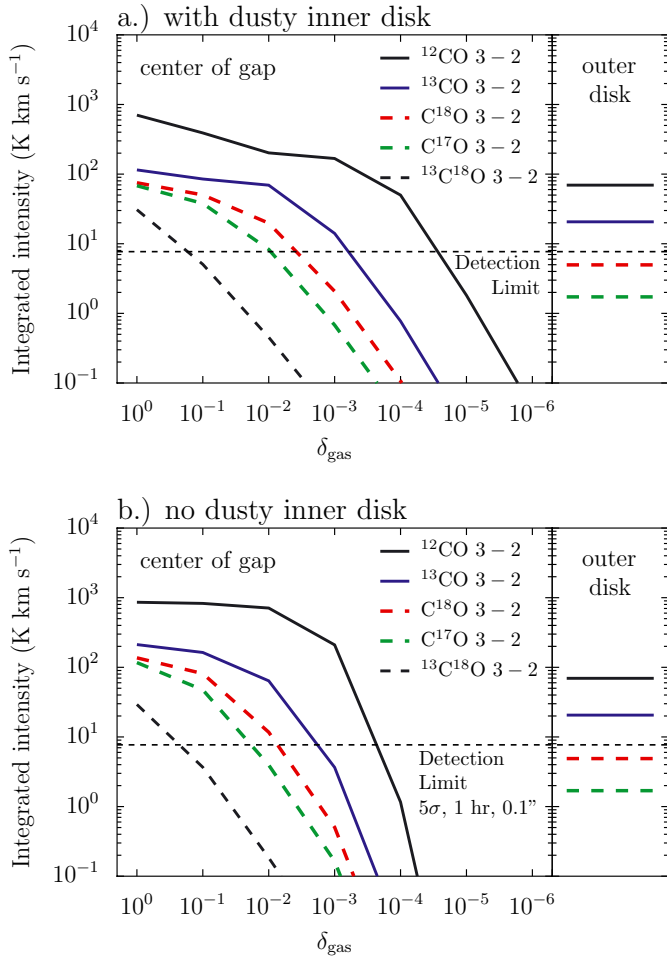 a.) with dusty inner disk
Integrated intensity (K km s⁻¹)
10⁴
10³
10²
10¹
10⁰
10⁻¹
center of gap
¹²CO 3 − 2
¹³CO 3 − 2
C¹⁸O 3 − 2
C¹⁷O 3 − 2
¹³C¹⁸O 3 − 2
outer
disk
Detection
Limit
10⁰ 10⁻¹ 10⁻² 10⁻³ 10⁻⁴ 10⁻⁵ 10⁻⁶
δgas
b.) no dusty inner disk
Integrated intensity (K km s⁻¹)
10⁴
10³
10²
10¹
10⁰
10⁻¹
center of gap
¹²CO 3 − 2
¹³CO 3 − 2
C¹⁸O 3 − 2
C¹⁷O 3 − 2
¹³C¹⁸O 3 − 2
outer
disk
Detection
Limit
5σ, 1 hr, 0.1”
10⁰ 10⁻¹ 10⁻² 10⁻³ 10⁻⁴ 10⁻⁵ 10⁻⁶
δgas